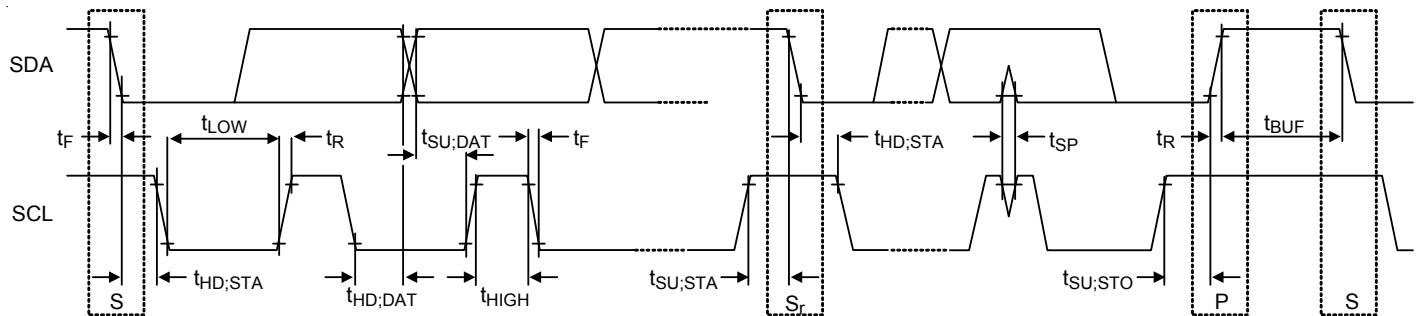 SDA
tF
tLOW
tR
tSU;DAT
tF
tHD;STA
tSP
tR
tBUF
SCL
tHD;STA
tHD;DAT
tHIGH
tSU;STA
tSU;STO
S
Sr
P
S